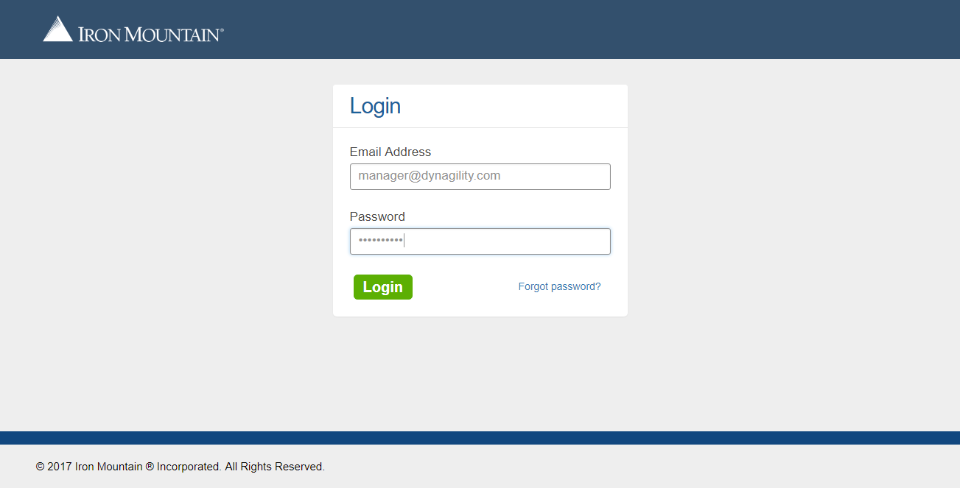 IRON MOUNTAIN®
Login
Email Address
manager@dynagility.com
Password
••••••••••
Login
Forgot password?
© 2017 Iron Mountain ® Incorporated. All Rights Reserved.